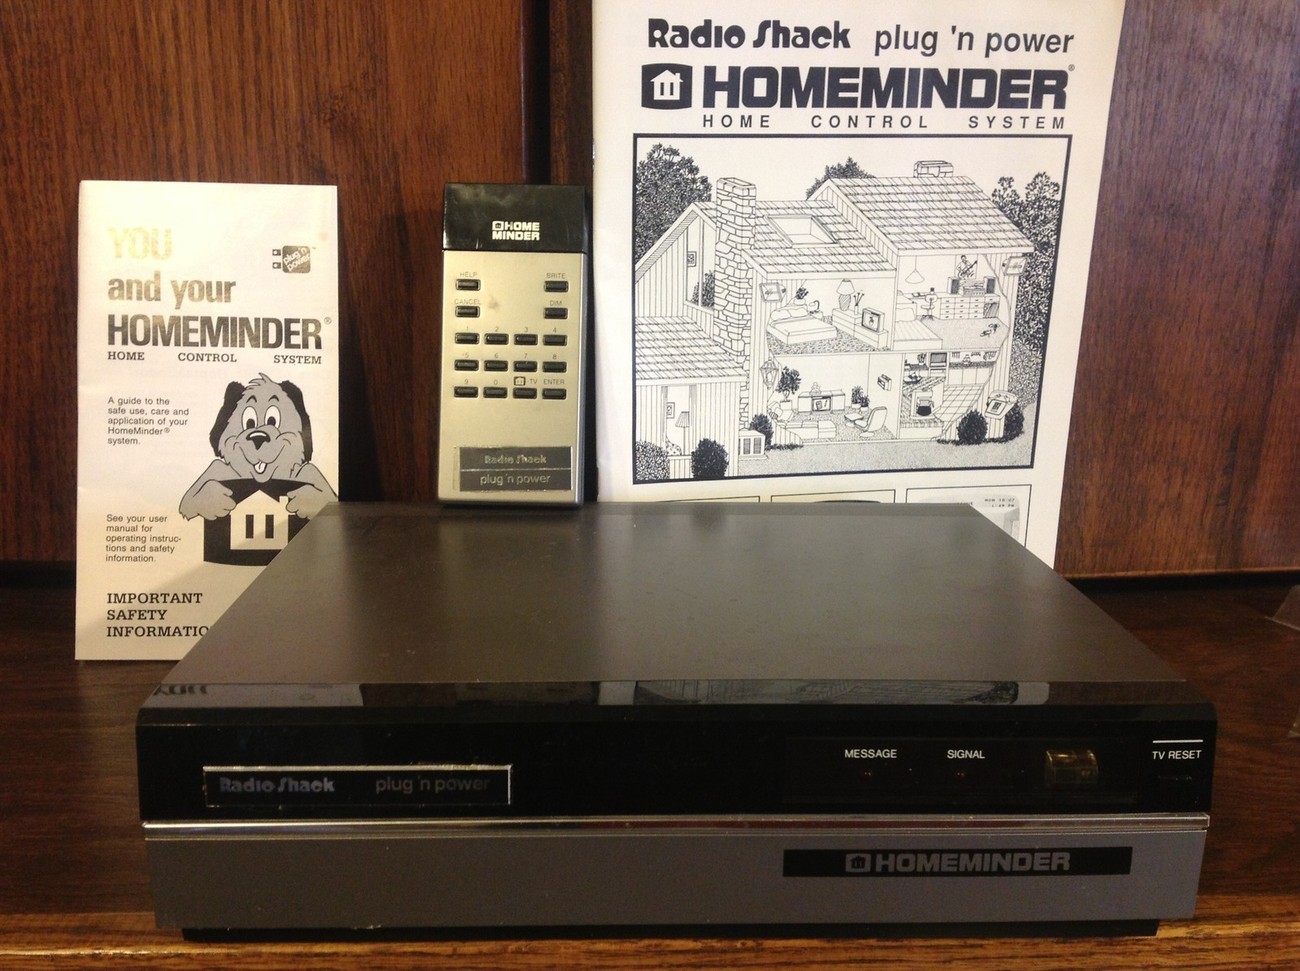 Radio Shack plug 'n power
HOMEMINDER®
HOME CONTROL SYSTEM
YOU
and your
HOMEMINDER®
HOME CONTROL SYSTEM
plug 'n
power
A guide to the
safe use, care and
application of your
HomeMinder®
system.
See your user
manual for
operating instruc-
tions and safety
information.
IMPORTANT
SAFETY
INFORMATIO
HOME
MINDER
HELP BRITE
CANCEL DIM
1 2 3 4
5 6 7 8
9 0 TV ENTER
Radio Shack
plug 'n power
MESSAGE SIGNAL TV RESET
Radio Shack plug 'n power
HOMEMINDER